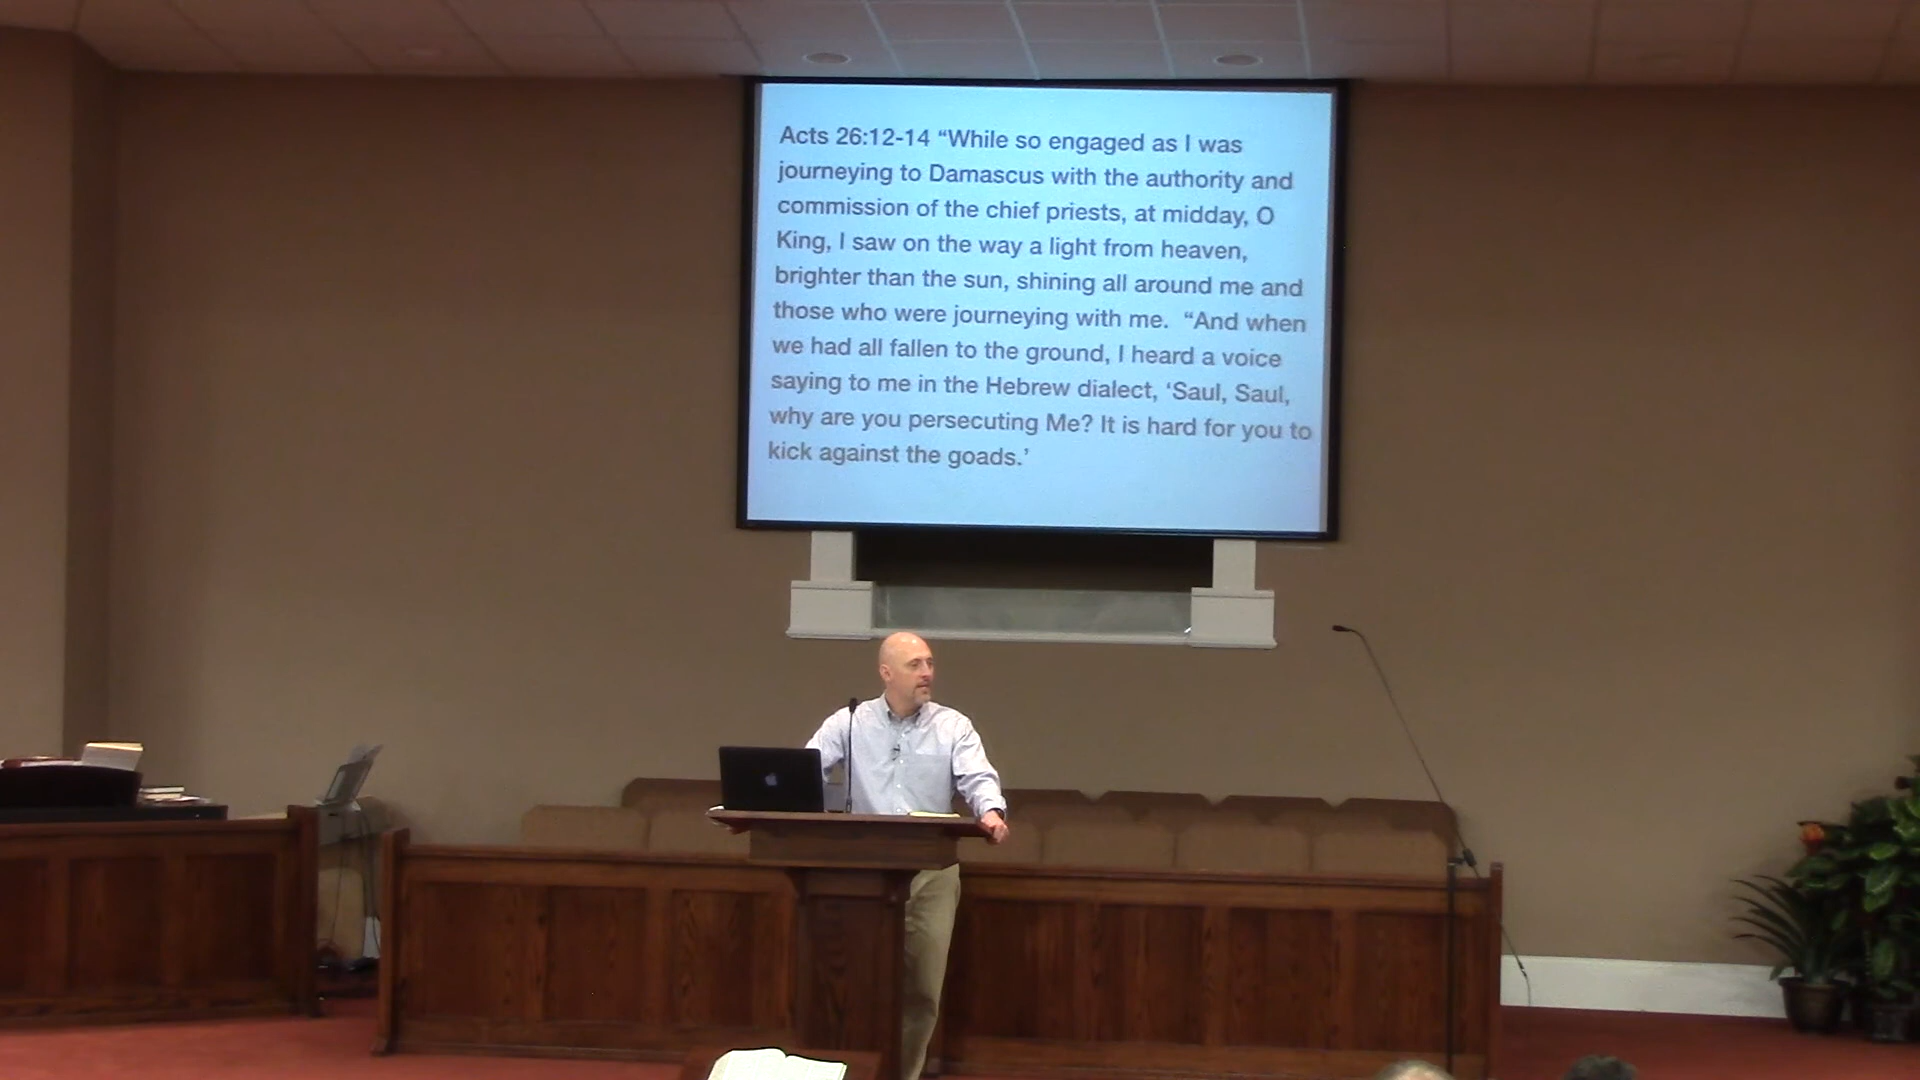 Acts 26:12-14 “While so engaged as I was
journeying to Damascus with the authority and
commission of the chief priests, at midday, O
King, I saw on the way a light from heaven,
brighter than the sun, shining all around me and
those who were journeying with me.  “And when
we had all fallen to the ground, I heard a voice
saying to me in the Hebrew dialect, ‘Saul, Saul,
why are you persecuting Me? It is hard for you to
kick against the goads.’